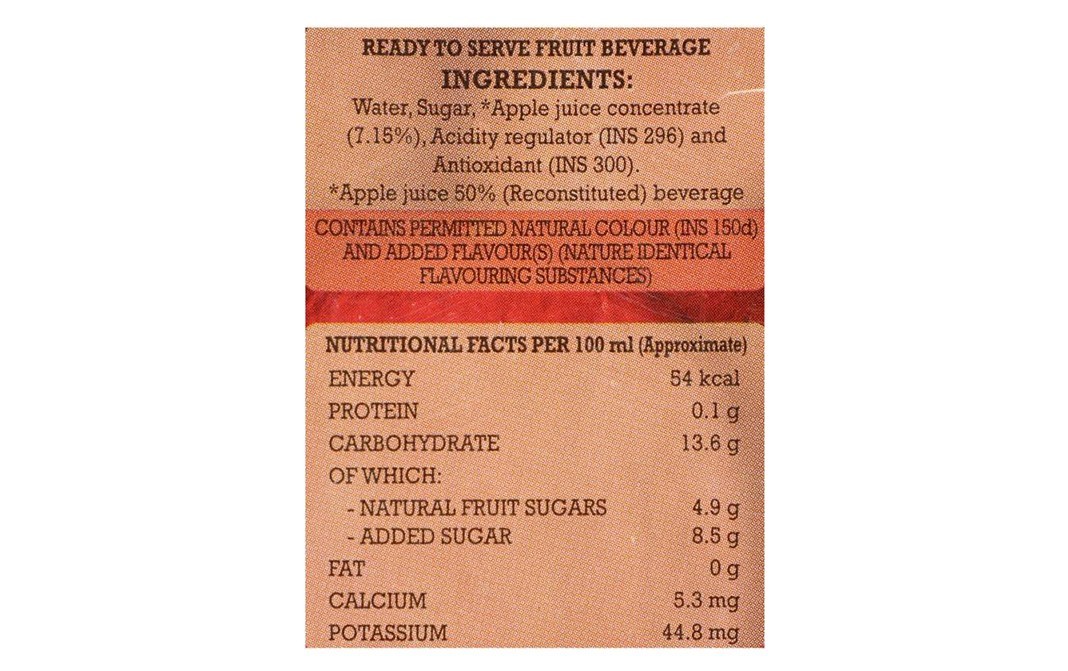 READY TO SERVE FRUIT BEVERAGE
INGREDIENTS:
Water, Sugar, *Apple juice concentrate
(7.15%), Acidity regulator (INS 296) and
Antioxidant (INS 300).
*Apple juice 50% (Reconstituted) beverage
CONTAINS PERMITTED NATURAL COLOUR (INS 150d)
AND ADDED FLAVOUR(S) (NATURE IDENTICAL
FLAVOURING SUBSTANCES)
NUTRITIONAL FACTS PER 100 ml (Approximate)
ENERGY 54 kcal
PROTEIN 0.1 g
CARBOHYDRATE 13.6 g
OF WHICH:
- NATURAL FRUIT SUGARS 4.9 g
- ADDED SUGAR 8.5 g
FAT 0 g
CALCIUM 5.3 mg
POTASSIUM 44.8 mg